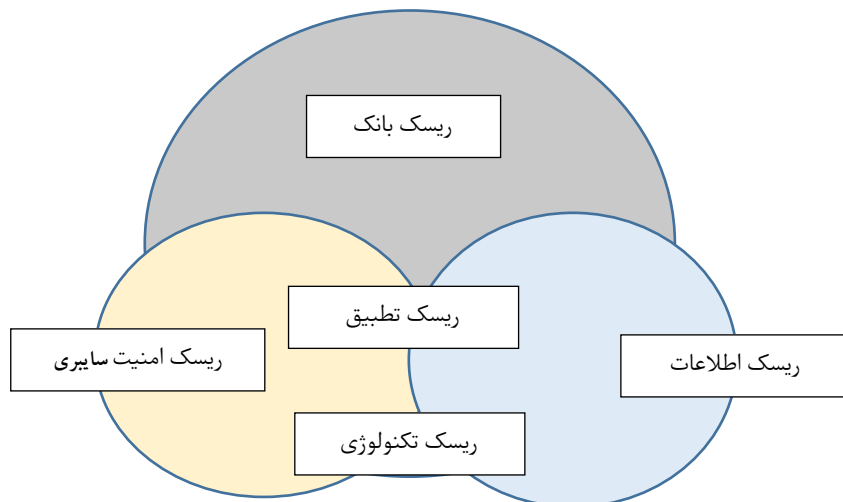 ریسک بانک
ریسک تطبیق
ریسک امنیت سایبری
ریسک اطلاعات
ریسک تکنولوژی